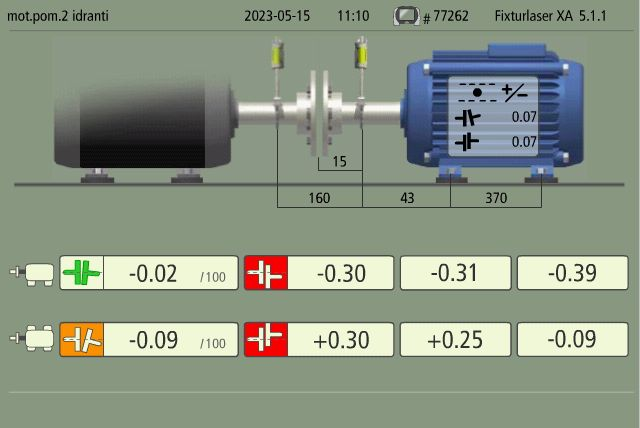 mot.pom.2 idranti 2023-05-15 11:10 # 77262 Fixturlaser XA 5.1.1
+/-
0.07
0.07
15
160 43 370
-0.02 /100 -0.30 -0.31 -0.39
-0.09 /100 +0.30 +0.25 -0.09